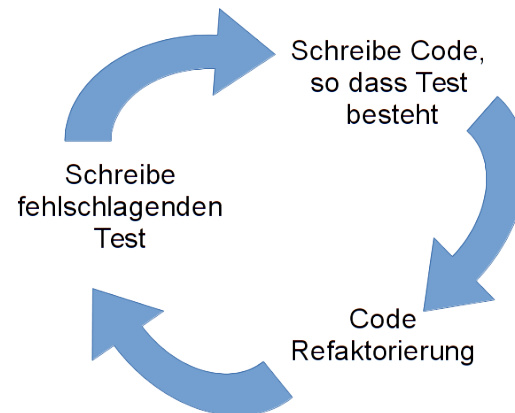 Schreibe Code,
so dass Test
besteht
Schreibe
fehlschlagenden
Test
Code
Refaktorierung